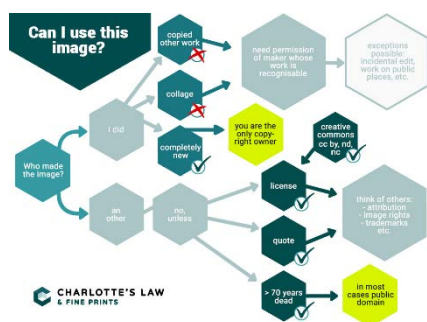 Can I use this
image?
copied
other work
need permission
of maker whose
work is
recognisable
exceptions
possible:
incidental edit,
work on public
places, etc.
collage
I did
completely
new
you are the
only copy-
right owner
creative
commons
cc by, nd,
nc
Who made
the image?
an
other
no,
unless
license
quote
think of others:
- attribution
- image rights
- trademarks
etc
> 70 years
dead
in most
cases public
domain
CHARLOTTE'S LAW
& FINE PRINTS